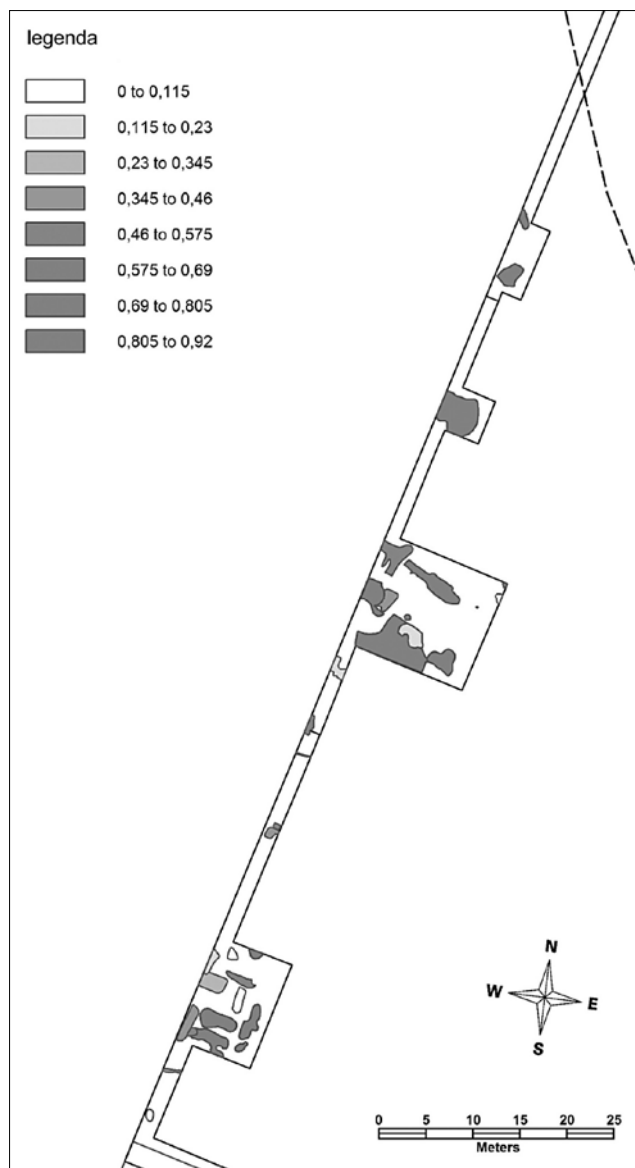 legenda
0 to 0,115
0,115 to 0,23
0,23 to 0,345
0,345 to 0,46
0,46 to 0,575
0,575 to 0,69
0,69 to 0,805
0,805 to 0,92
N
W E
S
0 5 10 15 20 25
Meters